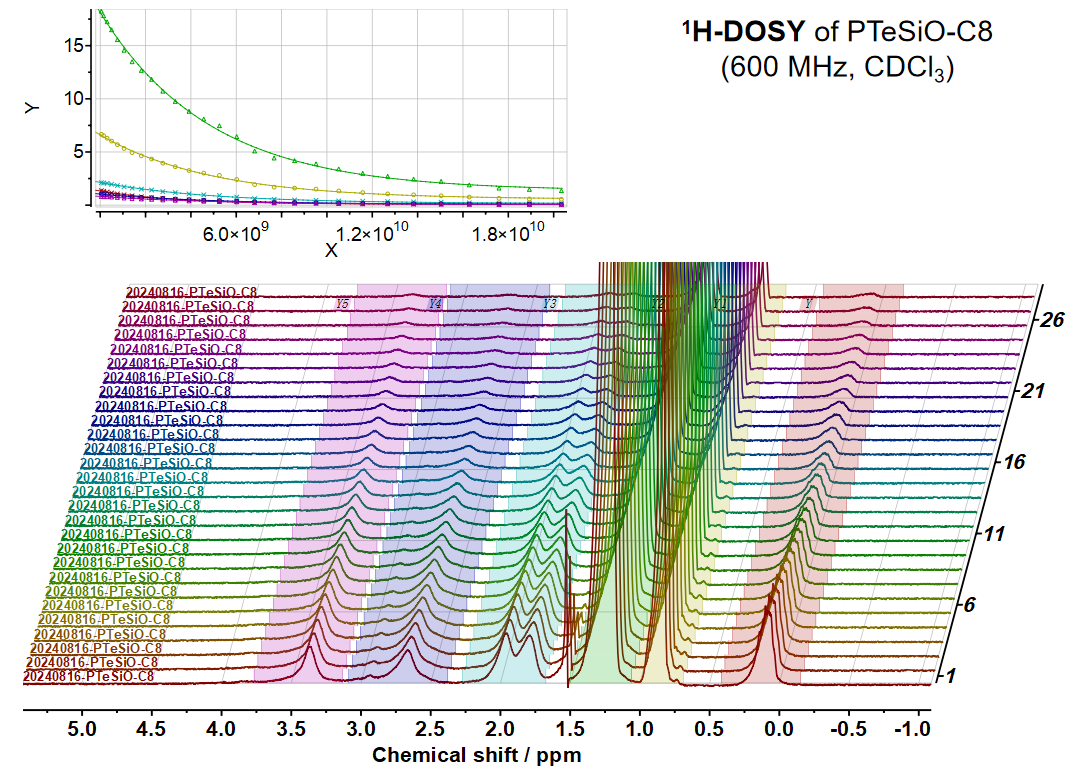 ¹H-DOSY of PTeSiO-C8
(600 MHz, CDCl₃)
Y
15
10
5
6.0×10⁹
1.2×10¹⁰
1.8×10¹⁰
X
20240816-PTeSiO-C8
Y5
Y4
Y3
Y2
Y1
Y
20240816-PTeSiO-C8
20240816-PTeSiO-C8
26
20240816-PTeSiO-C8
20240816-PTeSiO-C8
20240816-PTeSiO-C8
20240816-PTeSiO-C8
20240816-PTeSiO-C8
21
20240816-PTeSiO-C8
20240816-PTeSiO-C8
20240816-PTeSiO-C8
20240816-PTeSiO-C8
20240816-PTeSiO-C8
16
20240816-PTeSiO-C8
20240816-PTeSiO-C8
20240816-PTeSiO-C8
20240816-PTeSiO-C8
20240816-PTeSiO-C8
11
20240816-PTeSiO-C8
20240816-PTeSiO-C8
20240816-PTeSiO-C8
20240816-PTeSiO-C8
20240816-PTeSiO-C8
6
20240816-PTeSiO-C8
20240816-PTeSiO-C8
20240816-PTeSiO-C8
20240816-PTeSiO-C8
20240816-PTeSiO-C8
1
5.0
4.5
4.0
3.5
3.0
2.5
2.0
1.5
1.0
0.5
0.0
-0.5
-1.0
Chemical shift / ppm